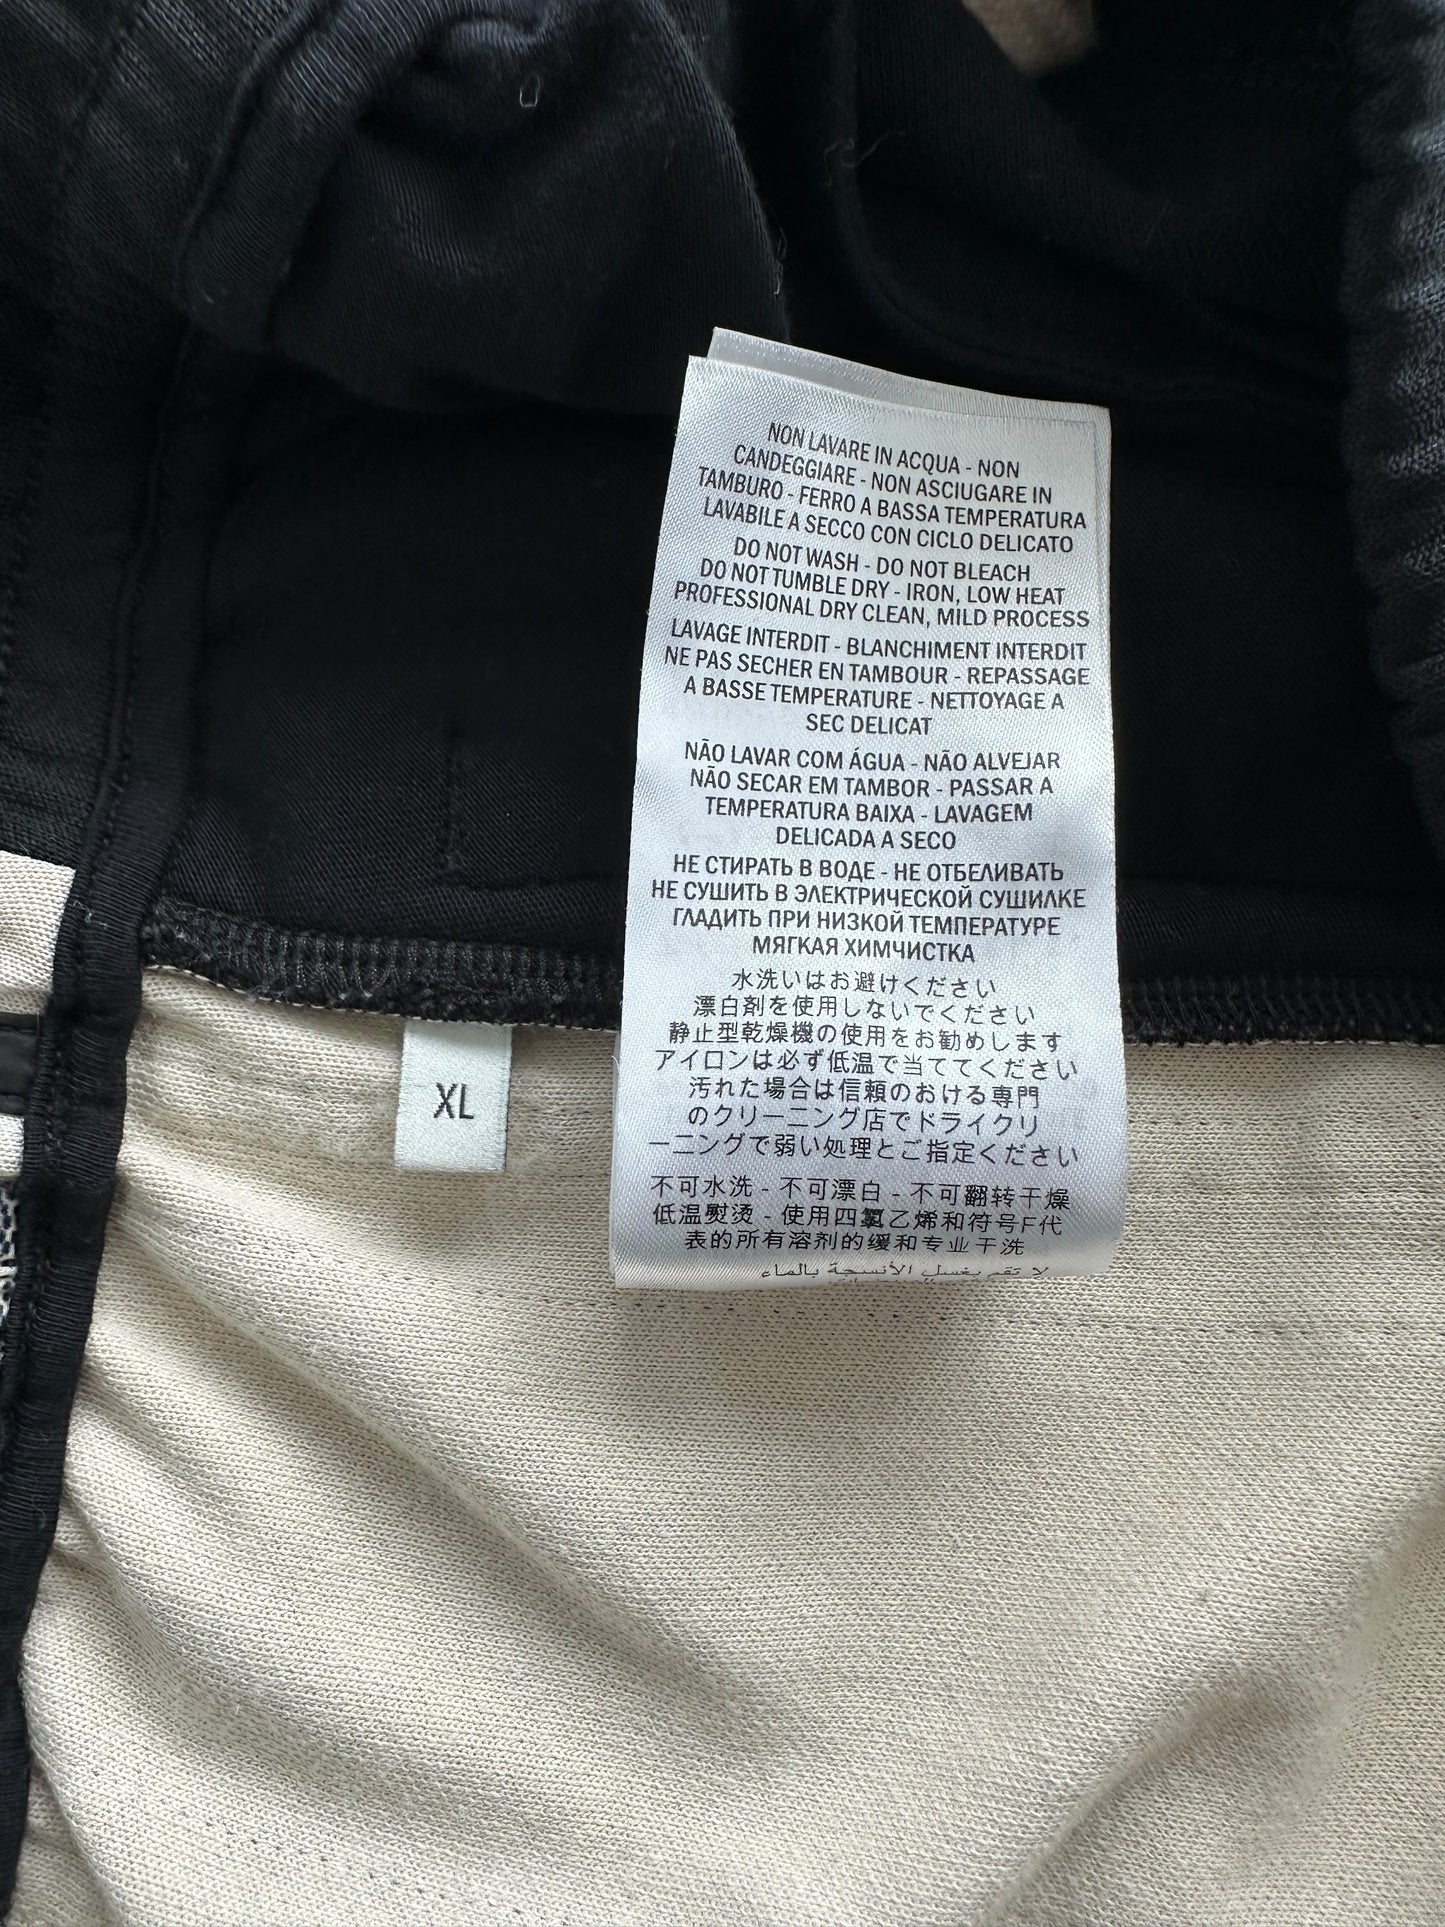 NON LAVARE IN ACQUA - NON
CANDEGGIARE - NON ASCIUGARE IN
TAMBURO - FERRO A BASSA TEMPERATURA
LAVABILE A SECCO CON CICLO DELICATO
DO NOT WASH - DO NOT BLEACH
DO NOT TUMBLE DRY - IRON, LOW HEAT
PROFESSIONAL DRY CLEAN, MILD PROCESS
LAVAGE INTERDIT - BLANCHIMENT INTERDIT
NE PAS SECHER EN TAMBOUR - REPASSAGE
A BASSE TEMPERATURE - NETTOYAGE A
SEC DELICAT
NÃO LAVAR COM ÁGUA - NÃO ALVEJAR
NÃO SECAR EM TAMBOR - PASSAR A
TEMPERATURA BAIXA - LAVAGEM
DELICADA A SECO
НЕ СТИРАТЬ В ВОДЕ - НЕ ОТБЕЛИВАТЬ
НЕ СУШИТЬ В ЭЛЕКТРИЧЕСКОЙ СУШИЛКЕ
ГЛАДИТЬ ПРИ НИЗКОЙ ТЕМПЕРАТУРЕ
МЯГКАЯ ХИМЧИСТКА
水洗いはお避けください
漂白剤を使用しないでください
静止型乾燥機の使用をお勧めします
アイロンは必ず低温で当ててください
汚れた場合は信頼のおける専門
のクリーニング店でドライクリ
ーニングで弱い処理とご指定ください
不可水洗 - 不可漂白 - 不可翻转干燥
低温熨烫 - 使用四氯乙烯和符号F代
表的所有溶剂的缓和专业干洗
لا تقم بغسل الأنسجة بالماء
XL